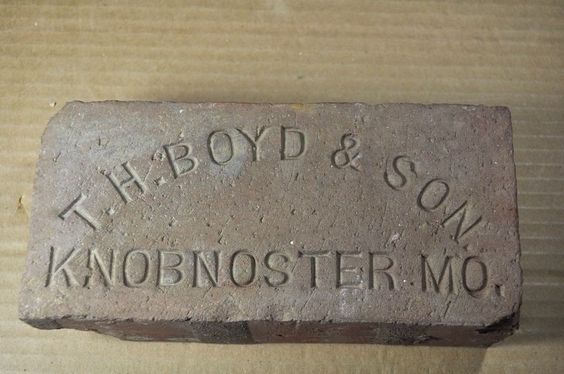 T.H.BOYD & SON.
KNOBNOSTER MO.